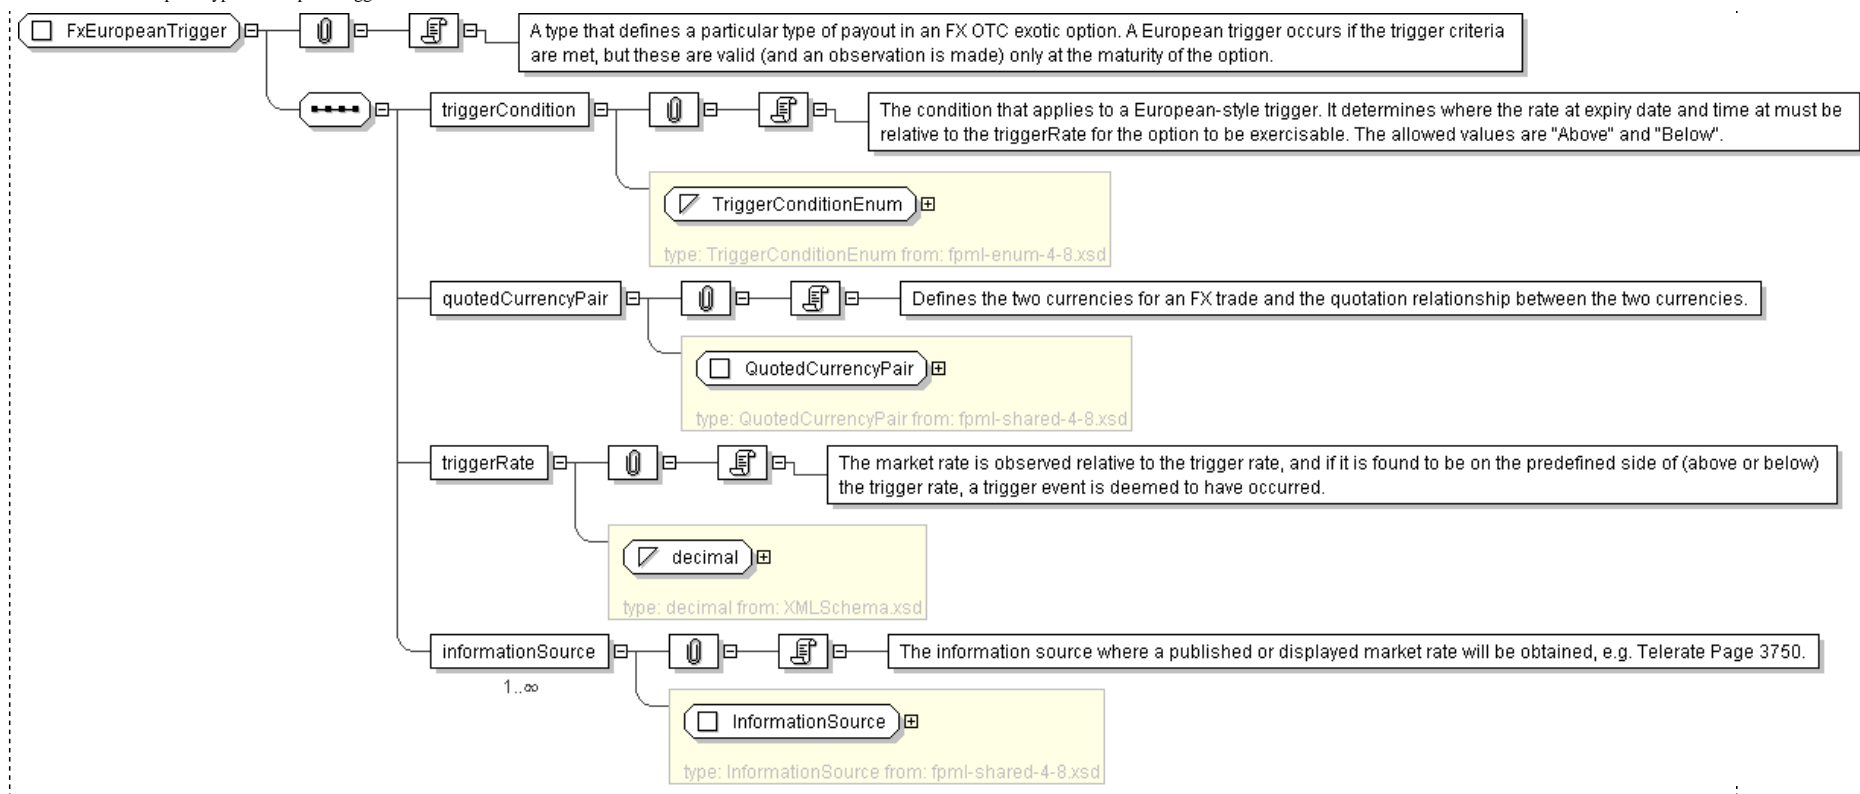 FxEuropeanTrigger
A type that defines a particular type of payout in an FX OTC exotic option. A European trigger occurs if the trigger criteria
are met, but these are valid (and an observation is made) only at the maturity of the option.
triggerCondition
The condition that applies to a European-style trigger. It determines where the rate at expiry date and time at must be
relative to the triggerRate for the option to be exercisable. The allowed values are "Above" and "Below".
TriggerConditionEnum
type: TriggerConditionEnum from: fpml-enum-4-8.xsd
quotedCurrencyPair
Defines the two currencies for an FX trade and the quotation relationship between the two currencies.
QuotedCurrencyPair
type: QuotedCurrencyPair from: fpml-shared-4-8.xsd
triggerRate
The market rate is observed relative to the trigger rate, and if it is found to be on the predefined side of (above or below)
the trigger rate, a trigger event is deemed to have occurred.
decimal
type: decimal from: XMLSchema.xsd
informationSource
The information source where a published or displayed market rate will be obtained, e.g. Telerate Page 3750.
1..∞
InformationSource
type: InformationSource from: fpml-shared-4-8.xsd